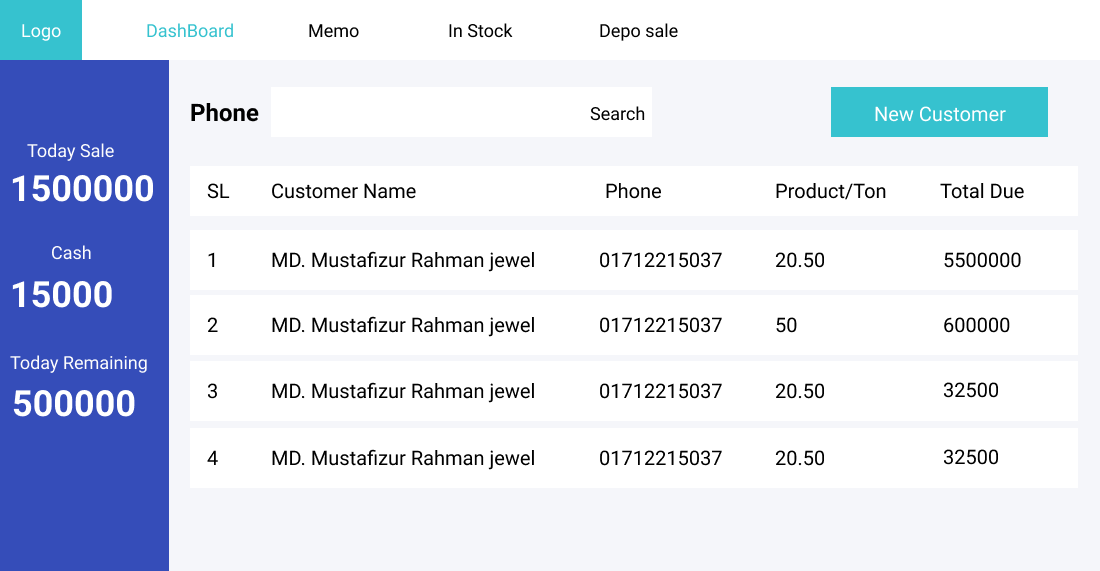 Logo DashBoard Memo In Stock Depo sale
Today Sale
1500000
Cash
15000
Today Remaining
500000
Phone Search New Customer
SL Customer Name Phone Product/Ton Total Due
1 MD. Mustafizur Rahman jewel 01712215037 20.50 5500000
2 MD. Mustafizur Rahman jewel 01712215037 50 600000
3 MD. Mustafizur Rahman jewel 01712215037 20.50 32500
4 MD. Mustafizur Rahman jewel 01712215037 20.50 32500